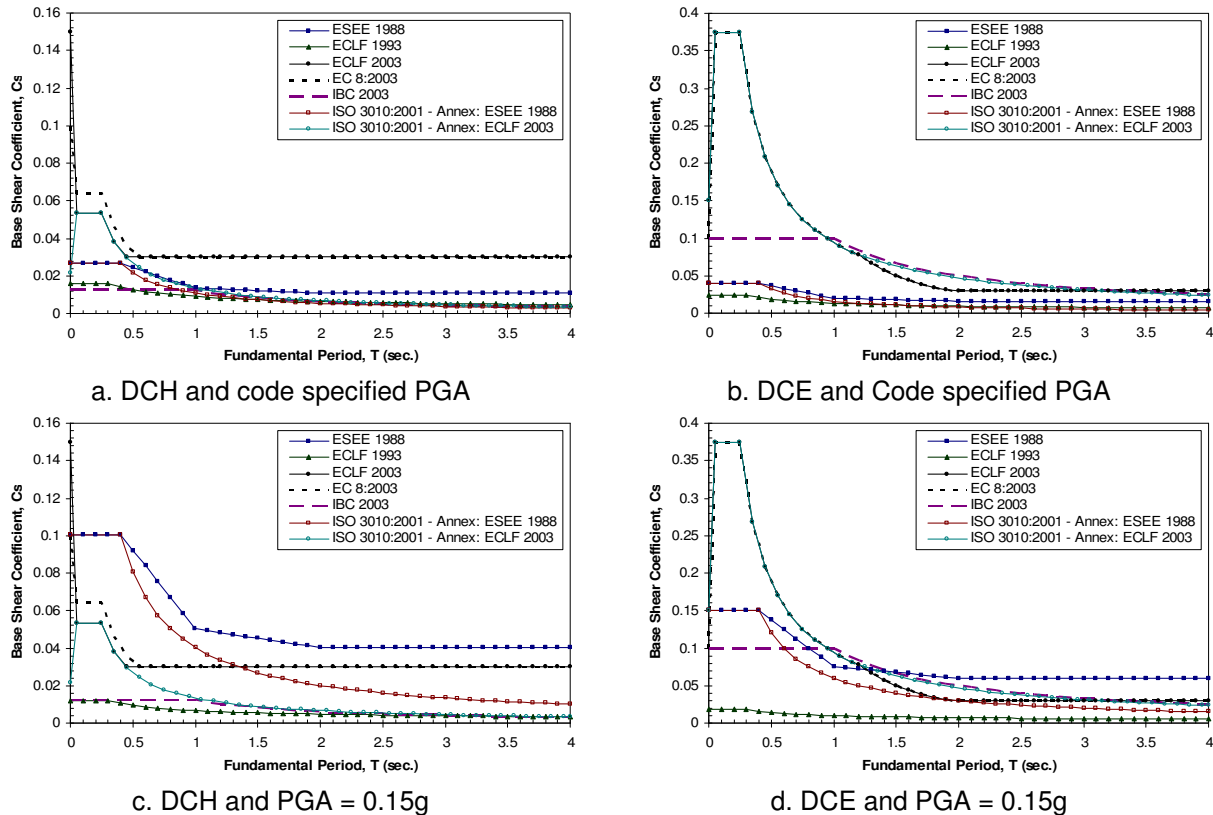 0.16
0.14
0.12
0.1
0.08
0.06
0.04
0.02
0
Base Shear Coefficient, Cs
ESEE 1988
ECLF 1993
ECLF 2003
EC 8:2003
IBC 2003
ISO 3010:2001 - Annex: ESEE 1988
ISO 3010:2001 - Annex: ECLF 2003
0 0.5 1 1.5 2 2.5 3 3.5 4
Fundamental Period, T (sec.)
a. DCH and code specified PGA
0.4
0.35
0.3
0.25
0.2
0.15
0.1
0.05
0
Base Shear Coefficient, Cs
ESEE 1988
ECLF 1993
ECLF 2003
EC 8:2003
IBC 2003
ISO 3010:2001 - Annex: ESEE 1988
ISO 3010:2001 - Annex: ECLF 2003
0 0.5 1 1.5 2 2.5 3 3.5 4
Fundamental Period, T (sec.)
b. DCE and Code specified PGA
0.16
0.14
0.12
0.1
0.08
0.06
0.04
0.02
0
Base Shear Coefficient, Cs
ESEE 1988
ECLF 1993
ECLF 2003
EC 8:2003
IBC 2003
ISO 3010:2001 - Annex: ESEE 1988
ISO 3010:2001 - Annex: ECLF 2003
0 0.5 1 1.5 2 2.5 3 3.5 4
Fundamental Period, T (sec.)
c. DCH and PGA = 0.15g
0.4
0.35
0.3
0.25
0.2
0.15
0.1
0.05
0
Base Shear Coefficient, Cs
ESEE 1988
ECLF 1993
ECLF 2003
EC 8:2003
IBC 2003
ISO 3010:2001 - Annex: ESEE 1988
ISO 3010:2001 - Annex: ECLF 2003
0 0.5 1 1.5 2 2.5 3 3.5 4
Fundamental Period, T (sec.)
d. DCE and PGA = 0.15g